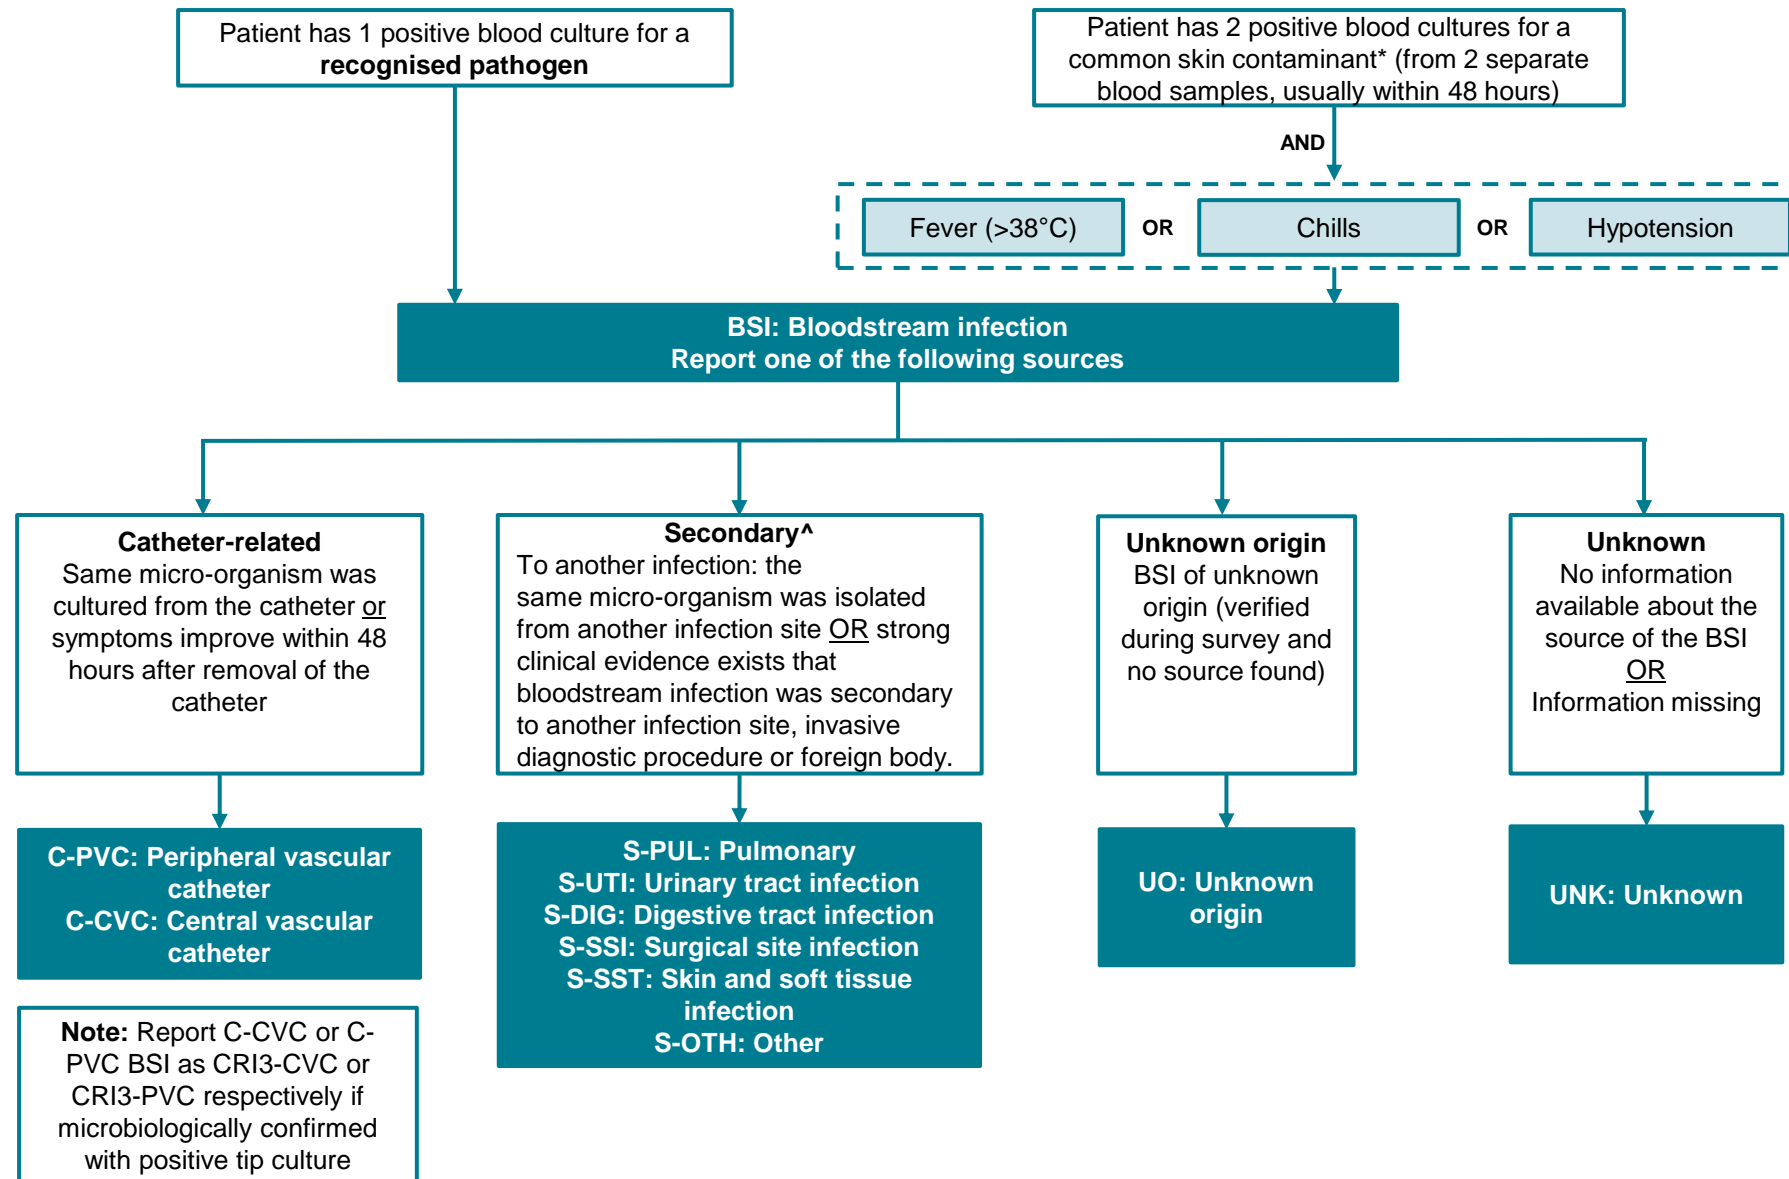 Patient has 1 positive blood culture for a
recognised pathogen
Patient has 2 positive blood cultures for a
common skin contaminant* (from 2 separate
blood samples, usually within 48 hours)
AND
Fever (>38°C)
OR
Chills
OR
Hypotension
BSI: Bloodstream infection
Report one of the following sources
Catheter-related
Same micro-organism was
cultured from the catheter or
symptoms improve within 48
hours after removal of the
catheter
Secondary^
To another infection: the
same micro-organism was isolated
from another infection site OR strong
clinical evidence exists that
bloodstream infection was secondary
to another infection site, invasive
diagnostic procedure or foreign body.
Unknown origin
BSI of unknown
origin (verified
during survey and
no source found)
Unknown
No information
available about the
source of the BSI
OR
Information missing
C-PVC: Peripheral vascular
catheter
C-CVC: Central vascular
catheter
S-PUL: Pulmonary
S-UTI: Urinary tract infection
S-DIG: Digestive tract infection
S-SSI: Surgical site infection
S-SST: Skin and soft tissue
infection
S-OTH: Other
UO: Unknown
origin
UNK: Unknown
Note: Report C-CVC or C-
PVC BSI as CRI3-CVC or
CRI3-PVC respectively if
microbiologically confirmed
with positive tip culture